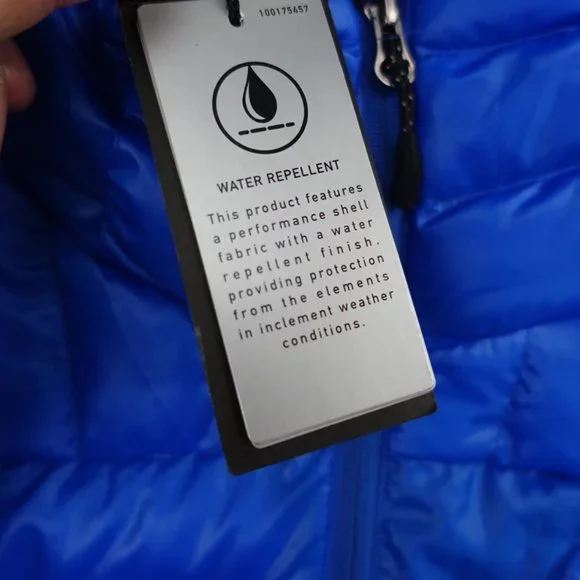 100175657
WATER REPELLENT
This product features
a performance shell
fabric with a water
repellent finish.
providing protection
from the elements
in inclement weather
conditions.